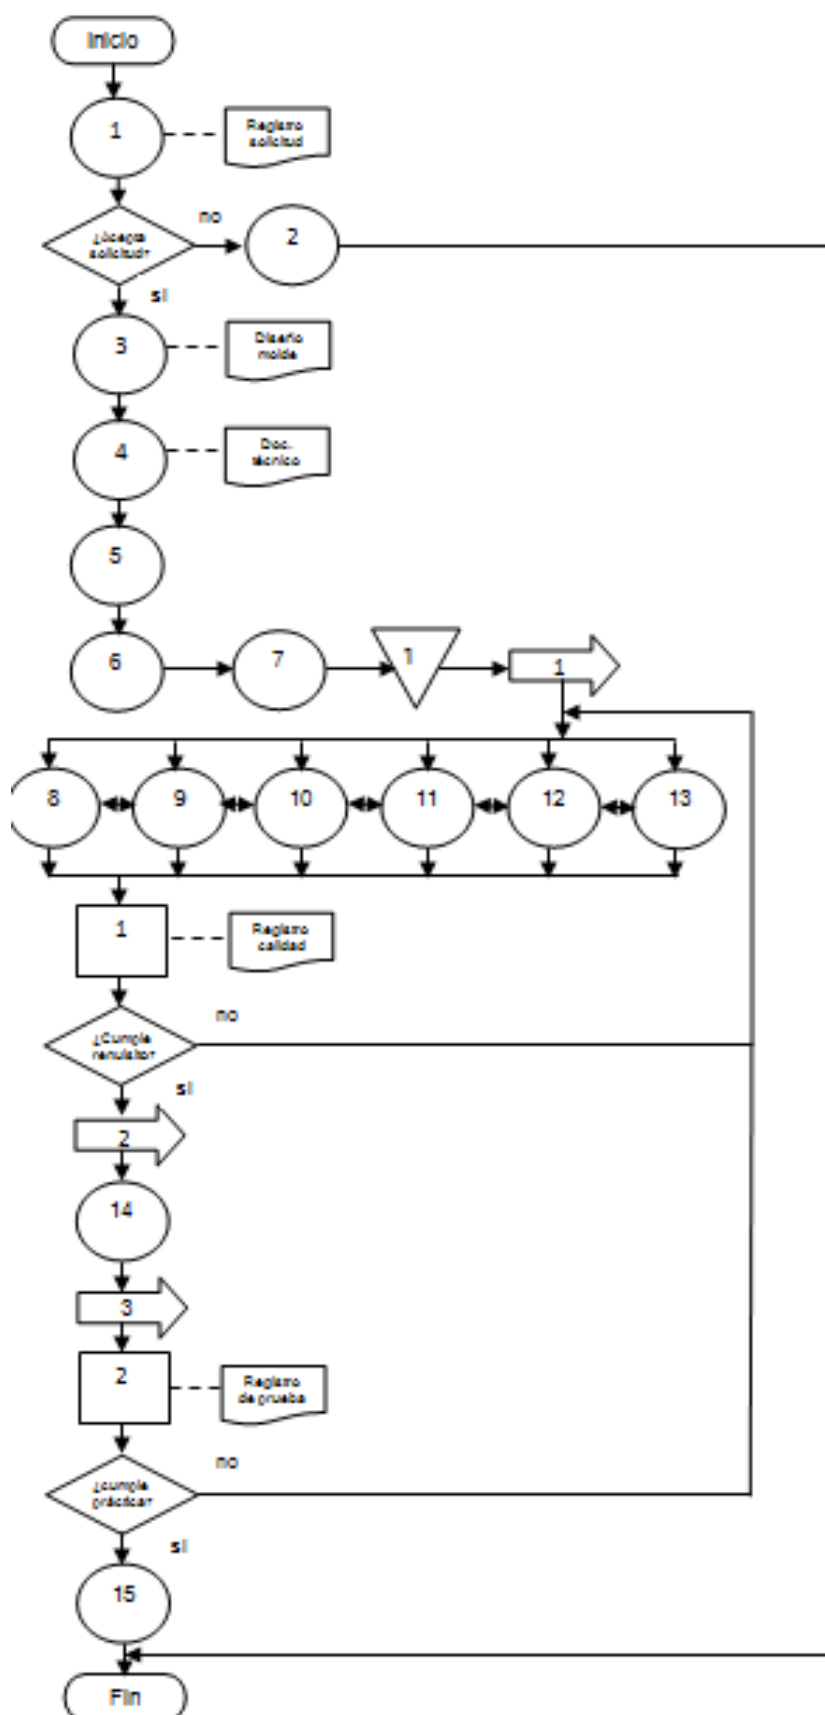 Inicio
1
Registro
solicitud
¿Acepta
solicitud?
no
2
si
3
Diseño
molde
4
Doc.
técnico
5
6
7
1
1
8
9
10
11
12
13
1
Registro
calidad
¿Cumple
no
si
2
14
3
2
Registro
de prueba
¿cumple
práctica?
no
si
15
Fin